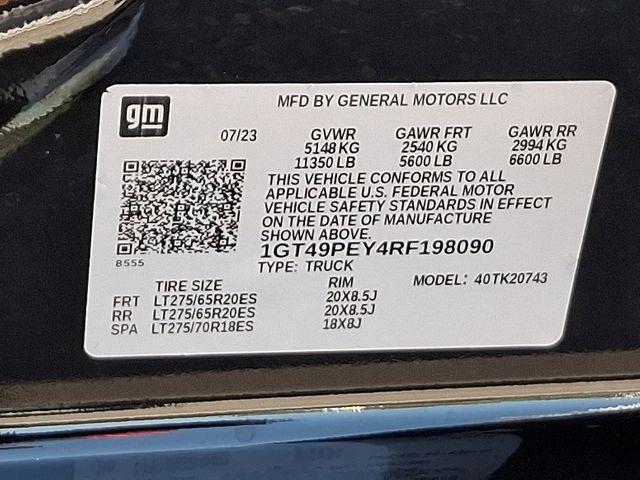 gm
MFD BY GENERAL MOTORS LLC
07/23 GVWR GAWR FRT GAWR RR
5148 KG 2540 KG 2994 KG
11350 LB 5600 LB 6600 LB
THIS VEHICLE CONFORMS TO ALL
APPLICABLE U.S. FEDERAL MOTOR
VEHICLE SAFETY STANDARDS IN EFFECT
ON THE DATE OF MANUFACTURE
SHOWN ABOVE.
1GT49PEY4RF198090
8555
TYPE: TRUCK
TIRE SIZE RIM MODEL: 40TK20743
FRT LT275/65R20ES 20X8.5J
RR LT275/65R20ES 20X8.5J
SPA LT275/70R18ES 18X8J